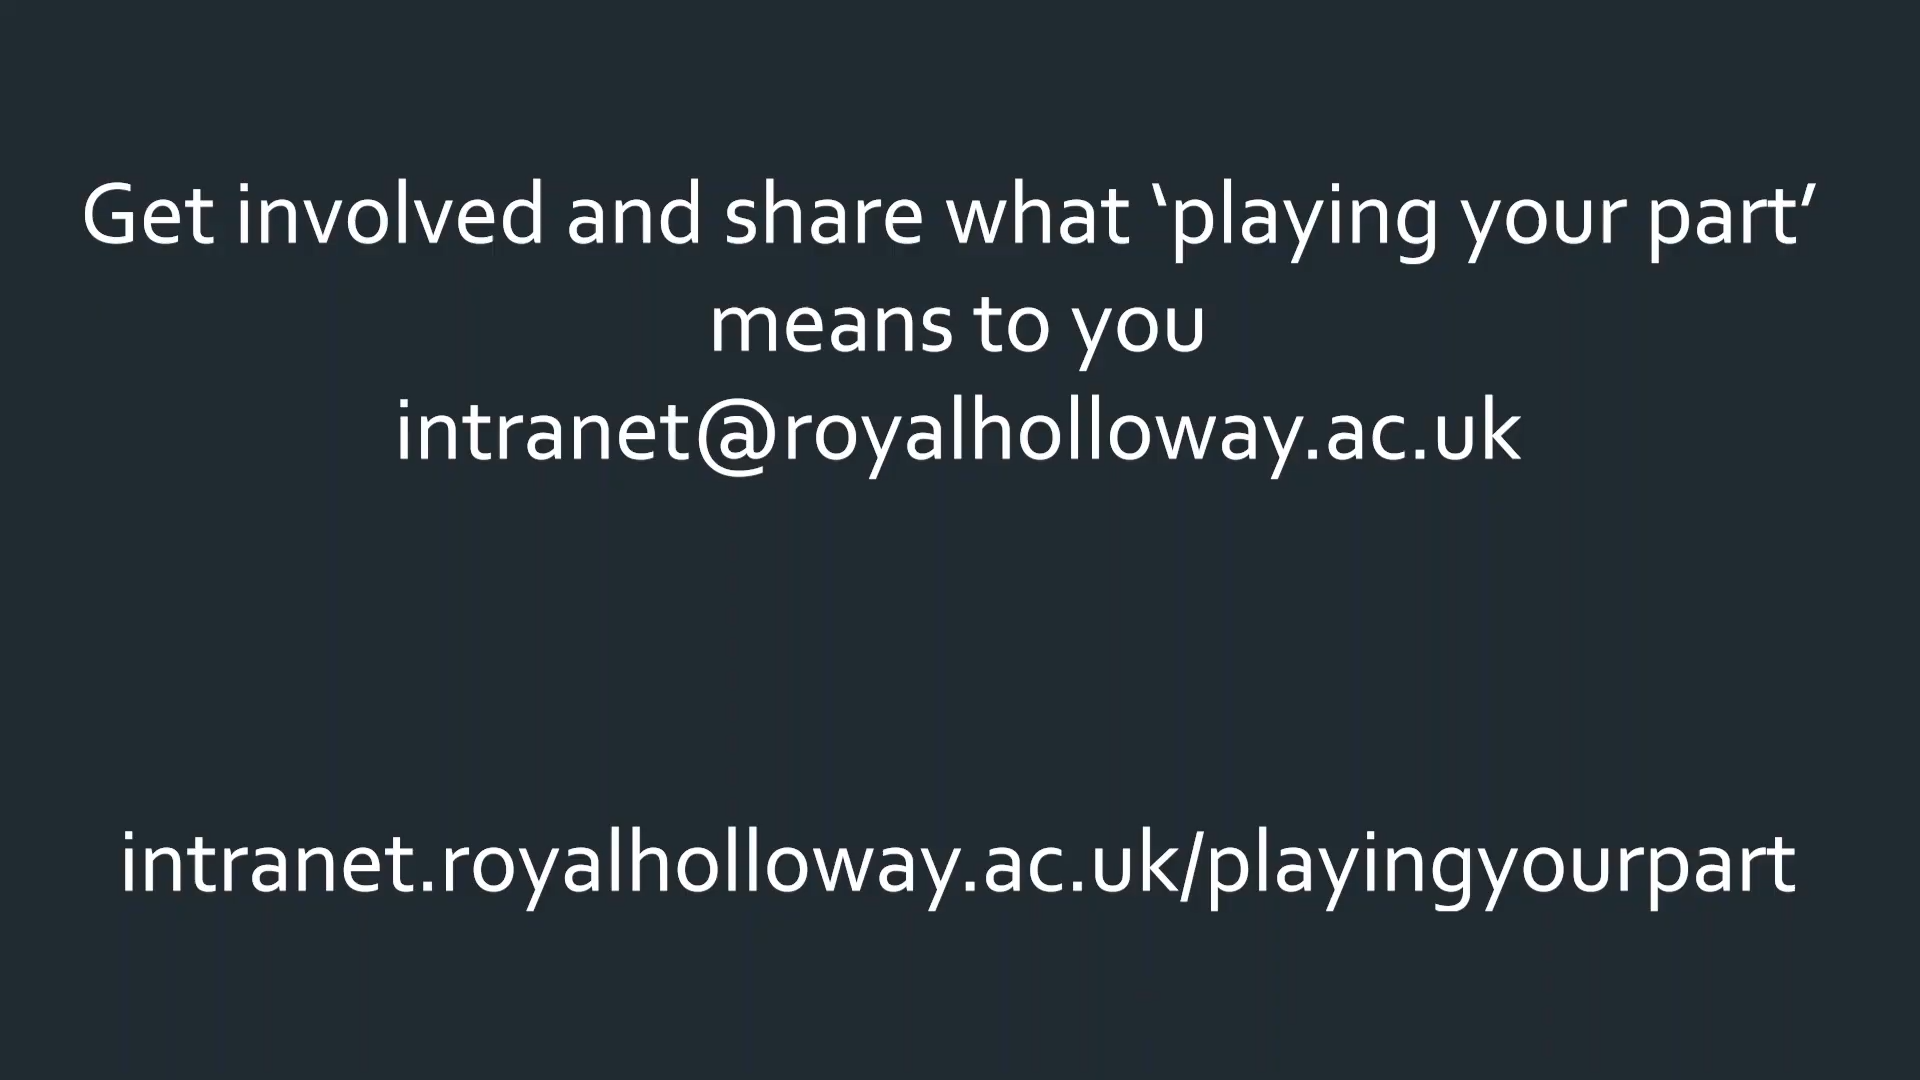 Get involved and share what ‘playing your part’
means to you
intranet@royalholloway.ac.uk
intranet.royalholloway.ac.uk/playingyourpart